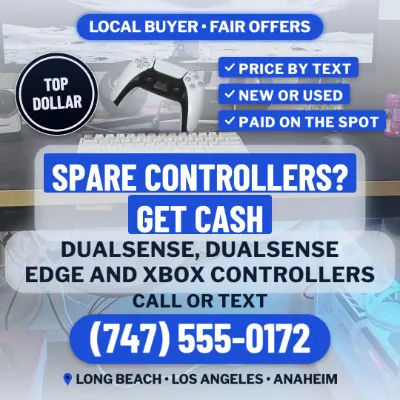 LOCAL BUYER • FAIR OFFERS
TOP
DOLLAR
✓ PRICE BY TEXT
✓ NEW OR USED
✓ PAID ON THE SPOT
SPARE CONTROLLERS?
GET CASH
DUALSENSE, DUALSENSE
EDGE AND XBOX CONTROLLERS
CALL OR TEXT
(747) 555-0172
LONG BEACH • LOS ANGELES • ANAHEIM